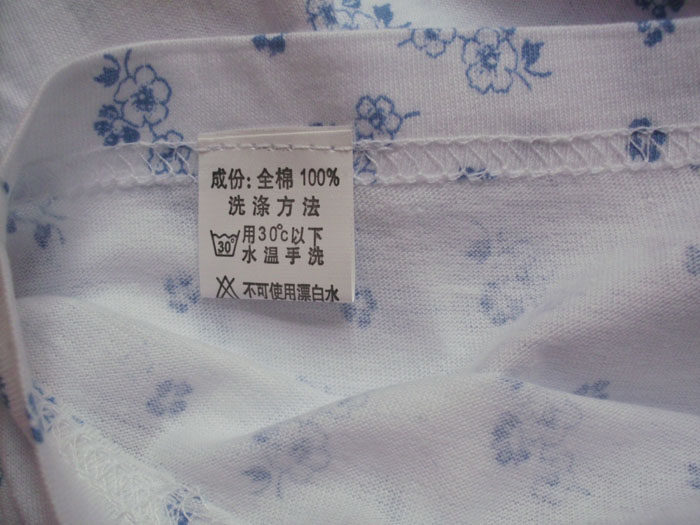 成份:全棉 100%
洗涤方法
30° 用30℃以下
水温手洗
不可使用漂白水